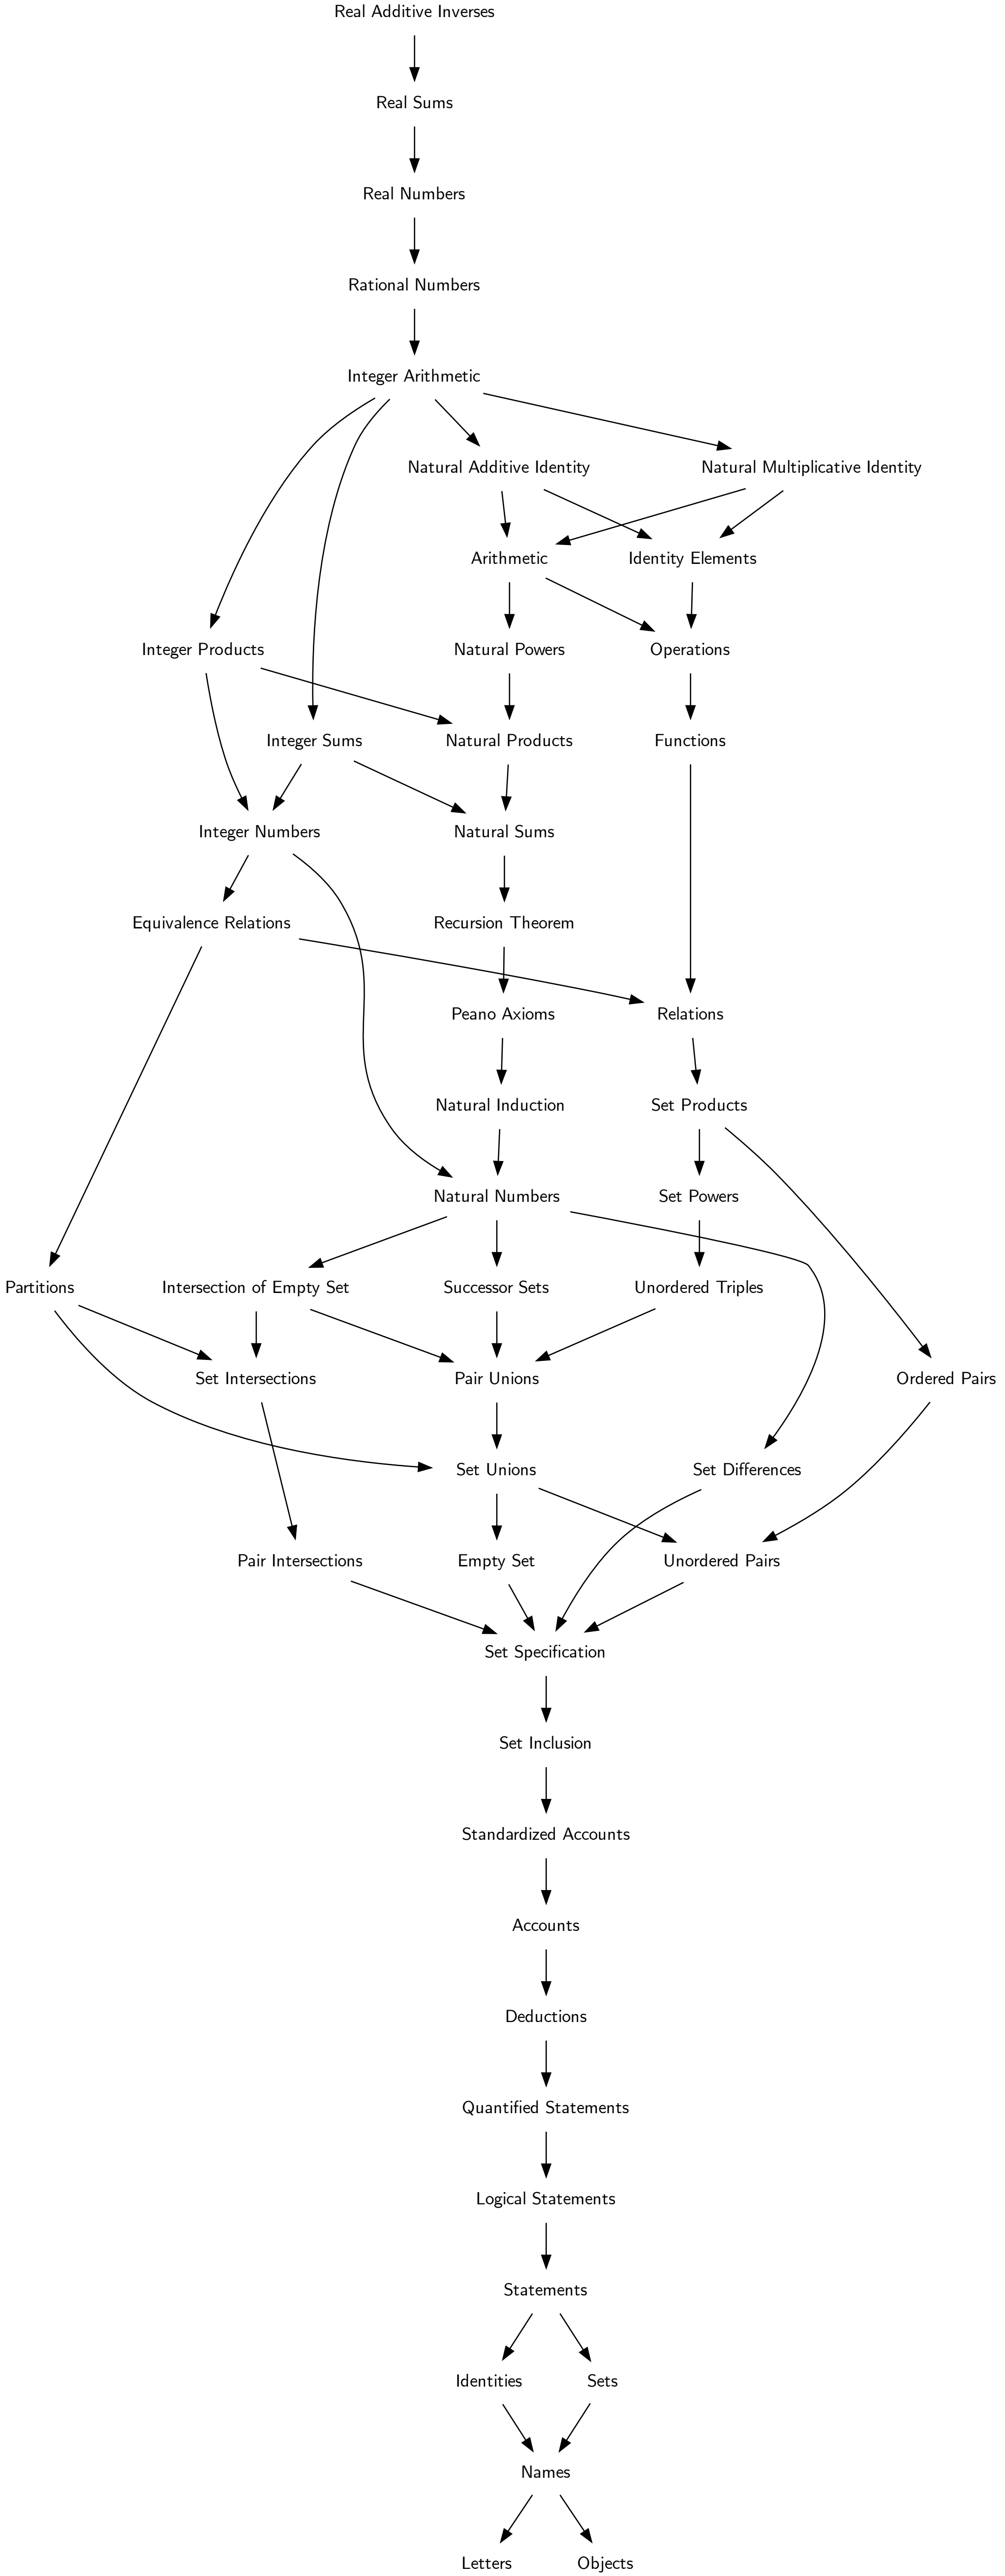 Real Additive Inverses
Real Sums
Real Numbers
Rational Numbers
Integer Arithmetic
Natural Additive Identity
Natural Multiplicative Identity
Arithmetic
Identity Elements
Integer Products
Natural Powers
Operations
Integer Sums
Natural Products
Functions
Integer Numbers
Natural Sums
Equivalence Relations
Recursion Theorem
Peano Axioms
Relations
Natural Induction
Set Products
Natural Numbers
Set Powers
Partitions
Intersection of Empty Set
Successor Sets
Unordered Triples
Set Intersections
Pair Unions
Ordered Pairs
Set Unions
Set Differences
Pair Intersections
Empty Set
Unordered Pairs
Set Specification
Set Inclusion
Standardized Accounts
Accounts
Deductions
Quantified Statements
Logical Statements
Statements
Identities
Sets
Names
Letters
Objects